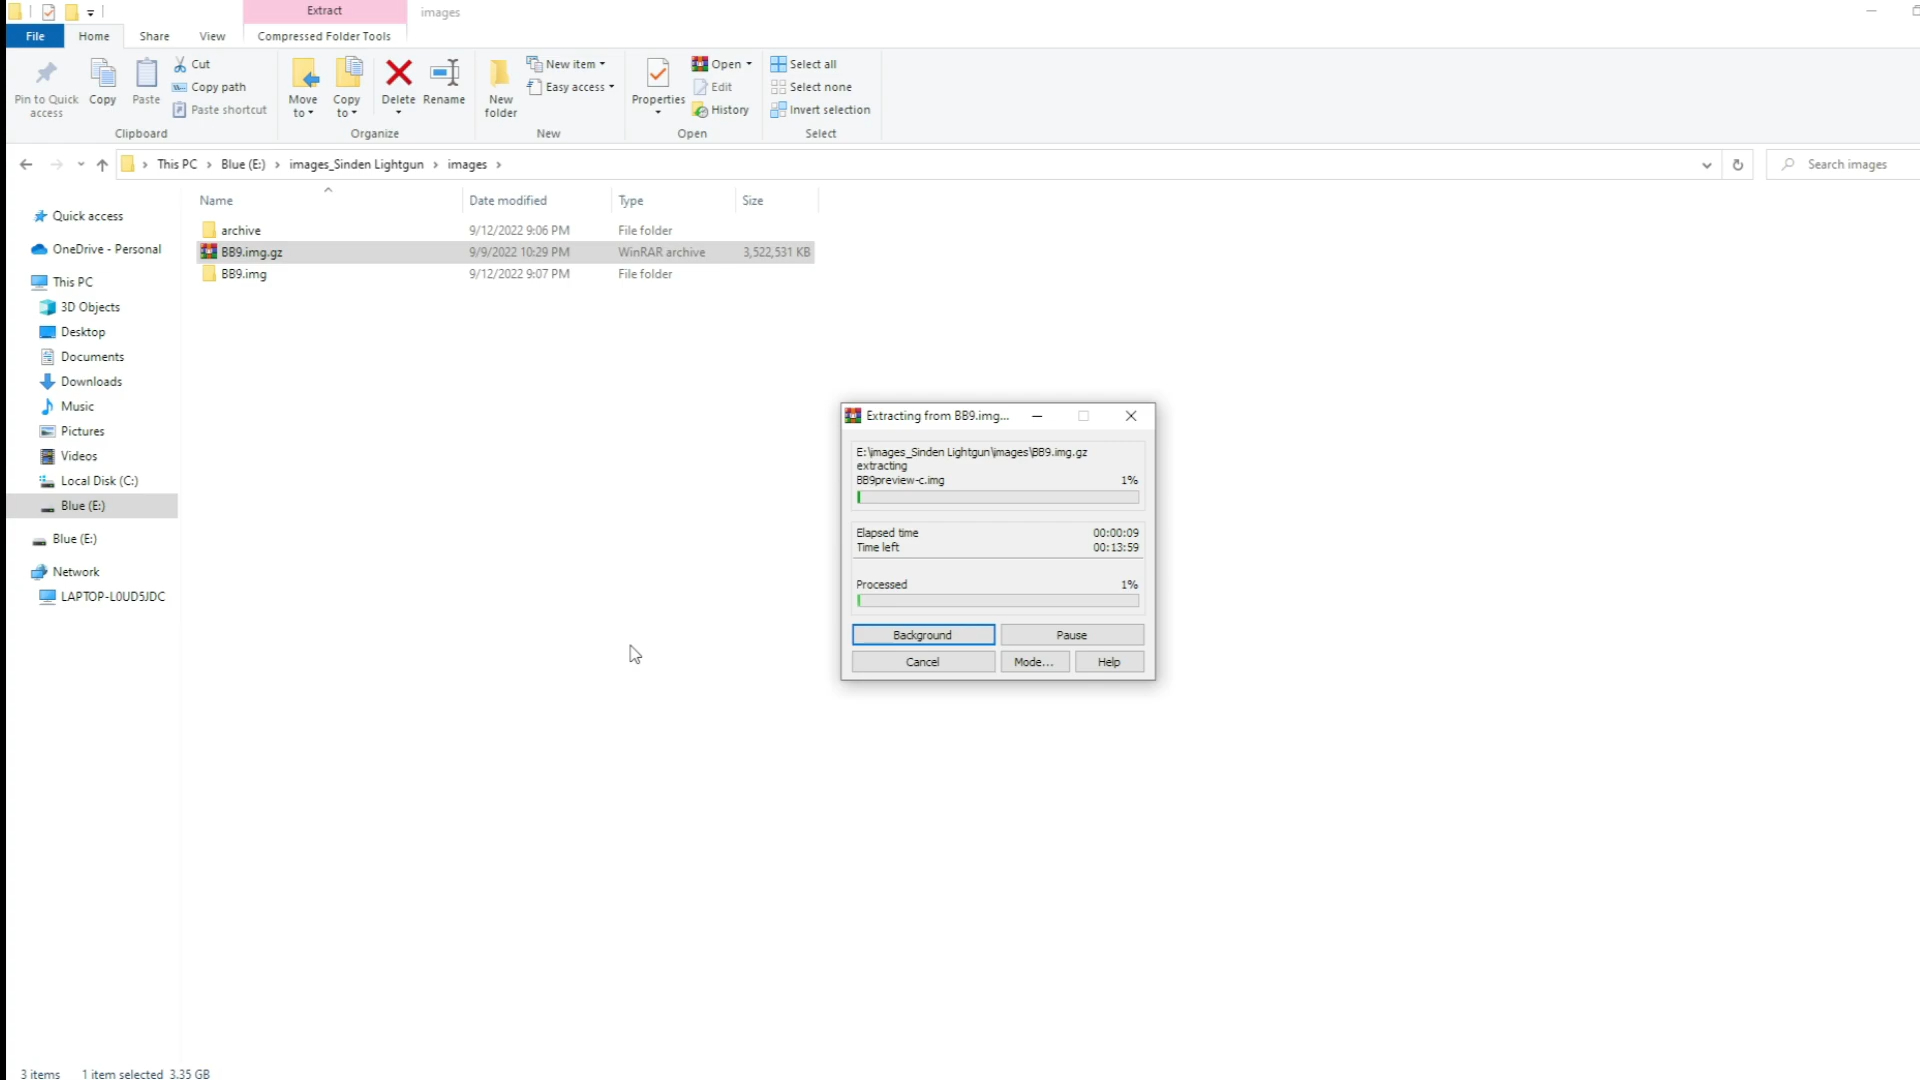 Extract
images
File
Home
Share
View
Compressed Folder Tools
Pin to Quick
access
Copy
Paste
Cut
Copy path
Paste shortcut
Clipboard
Move
to
Copy
to
Delete
Rename
Organize
New
folder
New item
Easy access
New
Properties
Open
Edit
History
Open
Select all
Select none
Invert selection
Select
This PC
Blue (E:)
images_Sinden Lightgun
images
Search images
Name
Date modified
Type
Size
archive
9/12/2022 9:06 PM
File folder
BB9.img.gz
9/9/2022 10:29 PM
WinRAR archive
3,522,531 KB
BB9.img
9/12/2022 9:07 PM
File folder
Quick access
OneDrive - Personal
This PC
3D Objects
Desktop
Documents
Downloads
Music
Pictures
Videos
Local Disk (C:)
Blue (E:)
Blue (E:)
Network
LAPTOP-L0UD5JDC
Extracting from BB9.img...
E:\images_Sinden Lightgun\images\BB9.img.gz
extracting
BB9preview-c.img 1%
Elapsed time 00:00:09
Time left 00:13:59
Processed 1%
Background
Pause
Cancel
Mode...
Help
3 items
1 item selected 3.35 GB